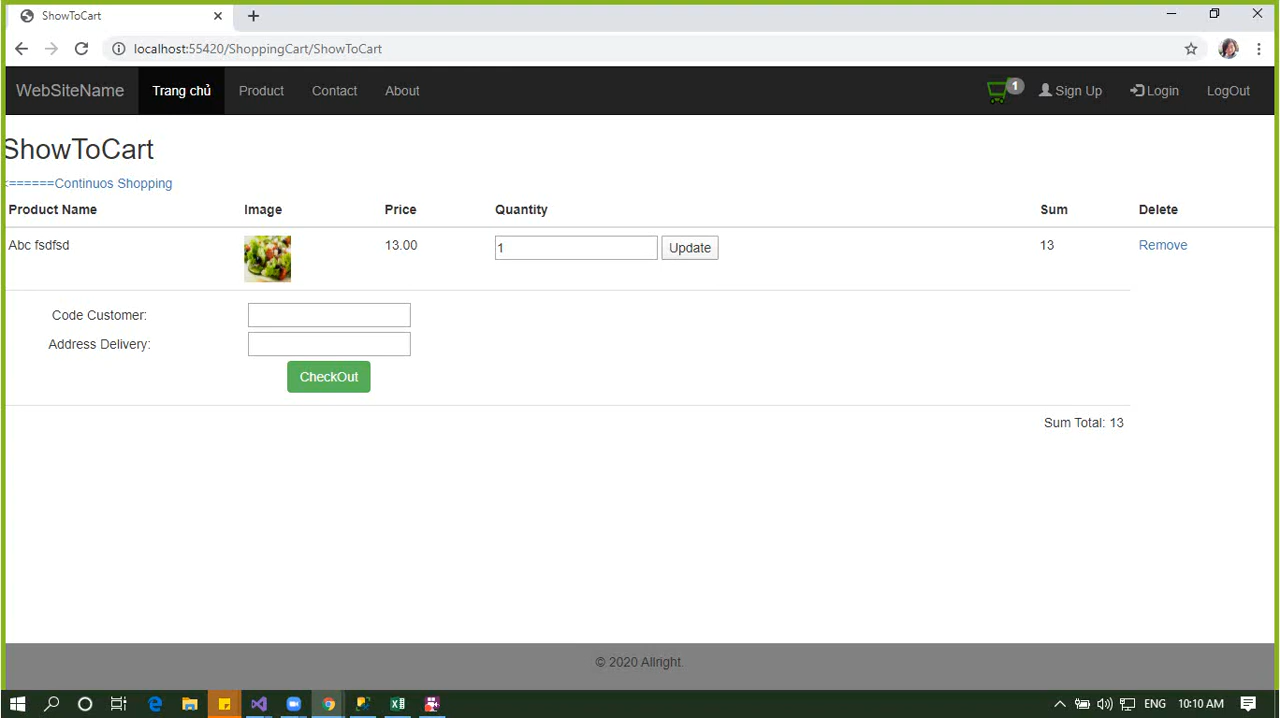 ShowToCart
localhost:55420/ShoppingCart/ShowToCart
WebSiteName Trang chủ Product Contact About 1 Sign Up Login LogOut
ShowToCart
<======Continuos Shopping
Product Name Image Price Quantity Sum Delete
Abc fsdfsd 13.00 1 Update 13 Remove
Code Customer:
Address Delivery:
CheckOut
Sum Total: 13
© 2020 Allright.
ENG 10:10 AM